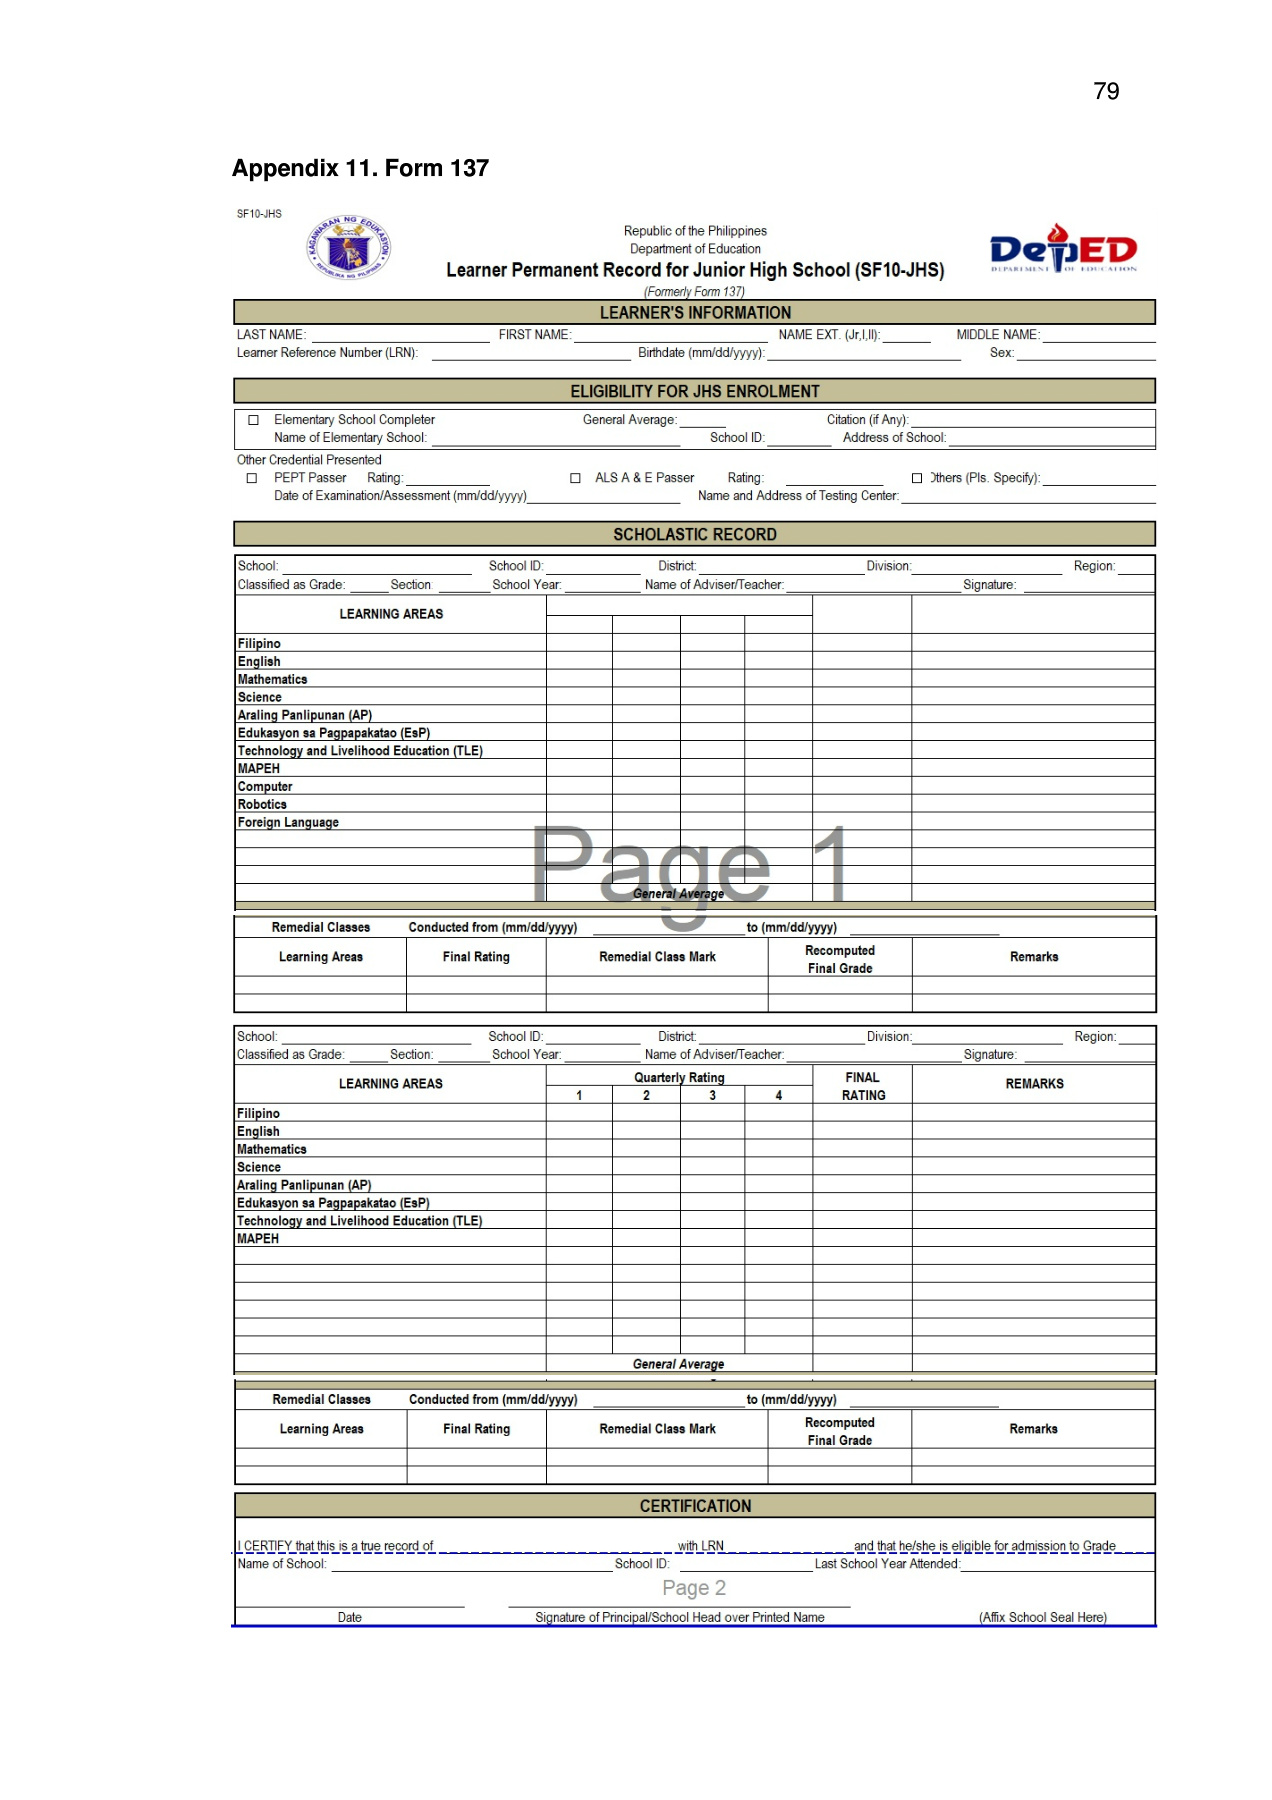 79
Appendix 11. Form 137
SF10-JHS
KAGAWARAN NG EDUKASYON
REPUBLIKA NG PILIPINAS
Republic of the Philippines
Department of Education
Learner Permanent Record for Junior High School (SF10-JHS)
(Formerly Form 137)
DepED
DEPARTMENT OF EDUCATION
LEARNER'S INFORMATION
LAST NAME: FIRST NAME: NAME EXT. (Jr,I,II): MIDDLE NAME:
Learner Reference Number (LRN): Birthdate (mm/dd/yyyy): Sex:
ELIGIBILITY FOR JHS ENROLMENT
Elementary School Completer General Average: Citation (if Any):
Name of Elementary School: School ID: Address of School:
Other Credential Presented
PEPT Passer Rating: ALS A & E Passer Rating: Others (Pls. Specify):
Date of Examination/Assessment (mm/dd/yyyy) Name and Address of Testing Center:
SCHOLASTIC RECORD
School: School ID: District: Division: Region:
Classified as Grade: Section: School Year: Name of Adviser/Teacher: Signature:
LEARNING AREAS
Filipino
English
Mathematics
Science
Araling Panlipunan (AP)
Edukasyon sa Pagpapakatao (EsP)
Technology and Livelihood Education (TLE)
MAPEH
Computer
Robotics
Foreign Language
Page 1
General Average
Remedial Classes Conducted from (mm/dd/yyyy) to (mm/dd/yyyy)
Learning Areas Final Rating Remedial Class Mark Recomputed Final Grade Remarks
School: School ID: District: Division: Region:
Classified as Grade: Section: School Year: Name of Adviser/Teacher: Signature:
LEARNING AREAS Quarterly Rating FINAL RATING REMARKS
1 2 3 4
Filipino
English
Mathematics
Science
Araling Panlipunan (AP)
Edukasyon sa Pagpapakatao (EsP)
Technology and Livelihood Education (TLE)
MAPEH
General Average
Remedial Classes Conducted from (mm/dd/yyyy) to (mm/dd/yyyy)
Learning Areas Final Rating Remedial Class Mark Recomputed Final Grade Remarks
CERTIFICATION
I CERTIFY that this is a true record of with LRN and that he/she is eligible for admission to Grade
Name of School: School ID: Last School Year Attended:
Page 2
Date Signature of Principal/School Head over Printed Name (Affix School Seal Here)